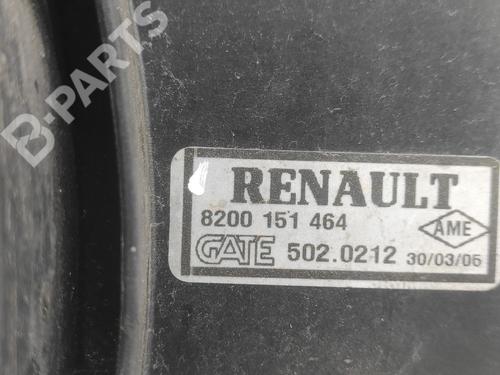 B-PARTS
RENAULT
8200 151 464
AME
GATE 502.0212 30/03/06